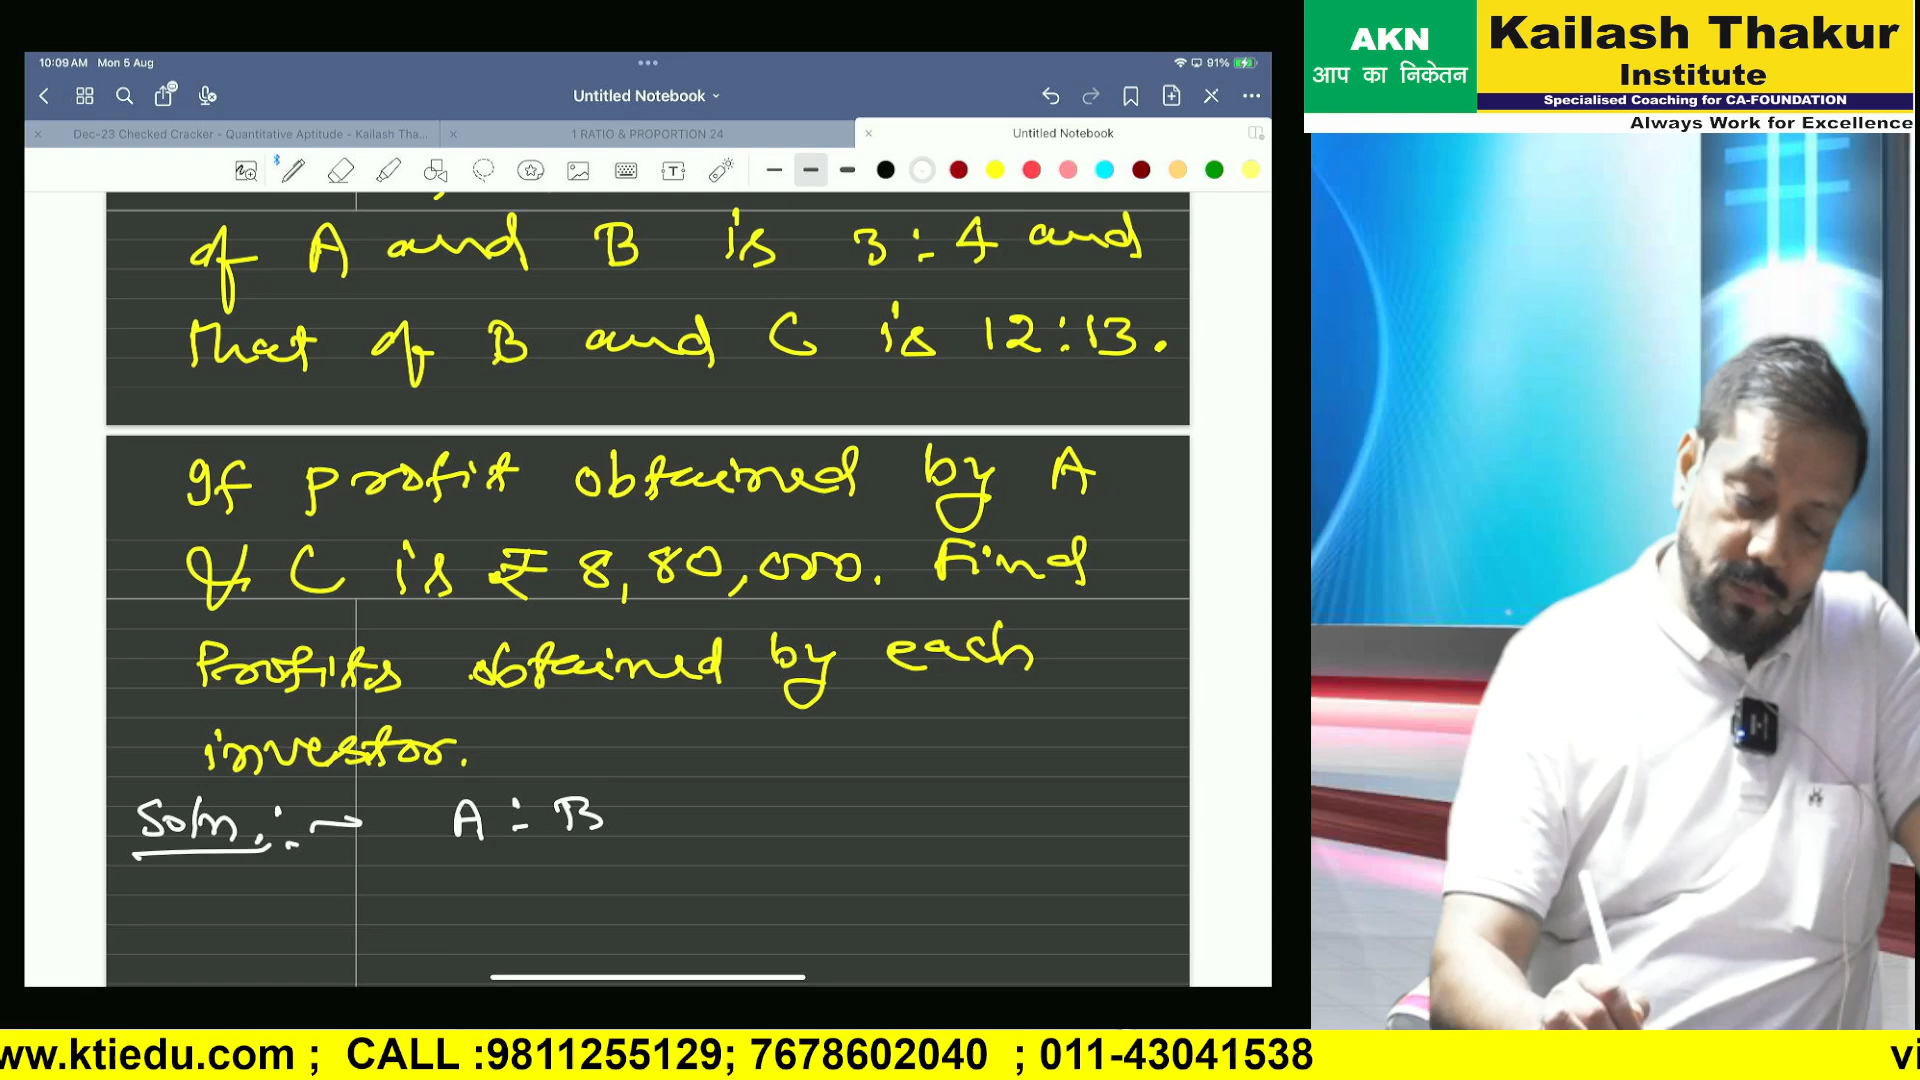 AKN
आप का निकेतन
Kailash Thakur
Institute
Specialised Coaching for CA-FOUNDATION
Always Work for Excellence
10:09 AM Mon 5 Aug
91%
Untitled Notebook
Dec-23 Checked Cracker - Quantitative Aptitude - Kailash Tha...
1 RATIO & PROPORTION 24
Untitled Notebook
of A and B is 3:4 and
that of B and C is 12:13.
If profit obtained by A
& C is ₹ 8,80,000. Find
Profits obtained by each
investor.
Soln :→ A : B
ww.ktiedu.com ; CALL :9811255129; 7678602040 ; 011-43041538
vi